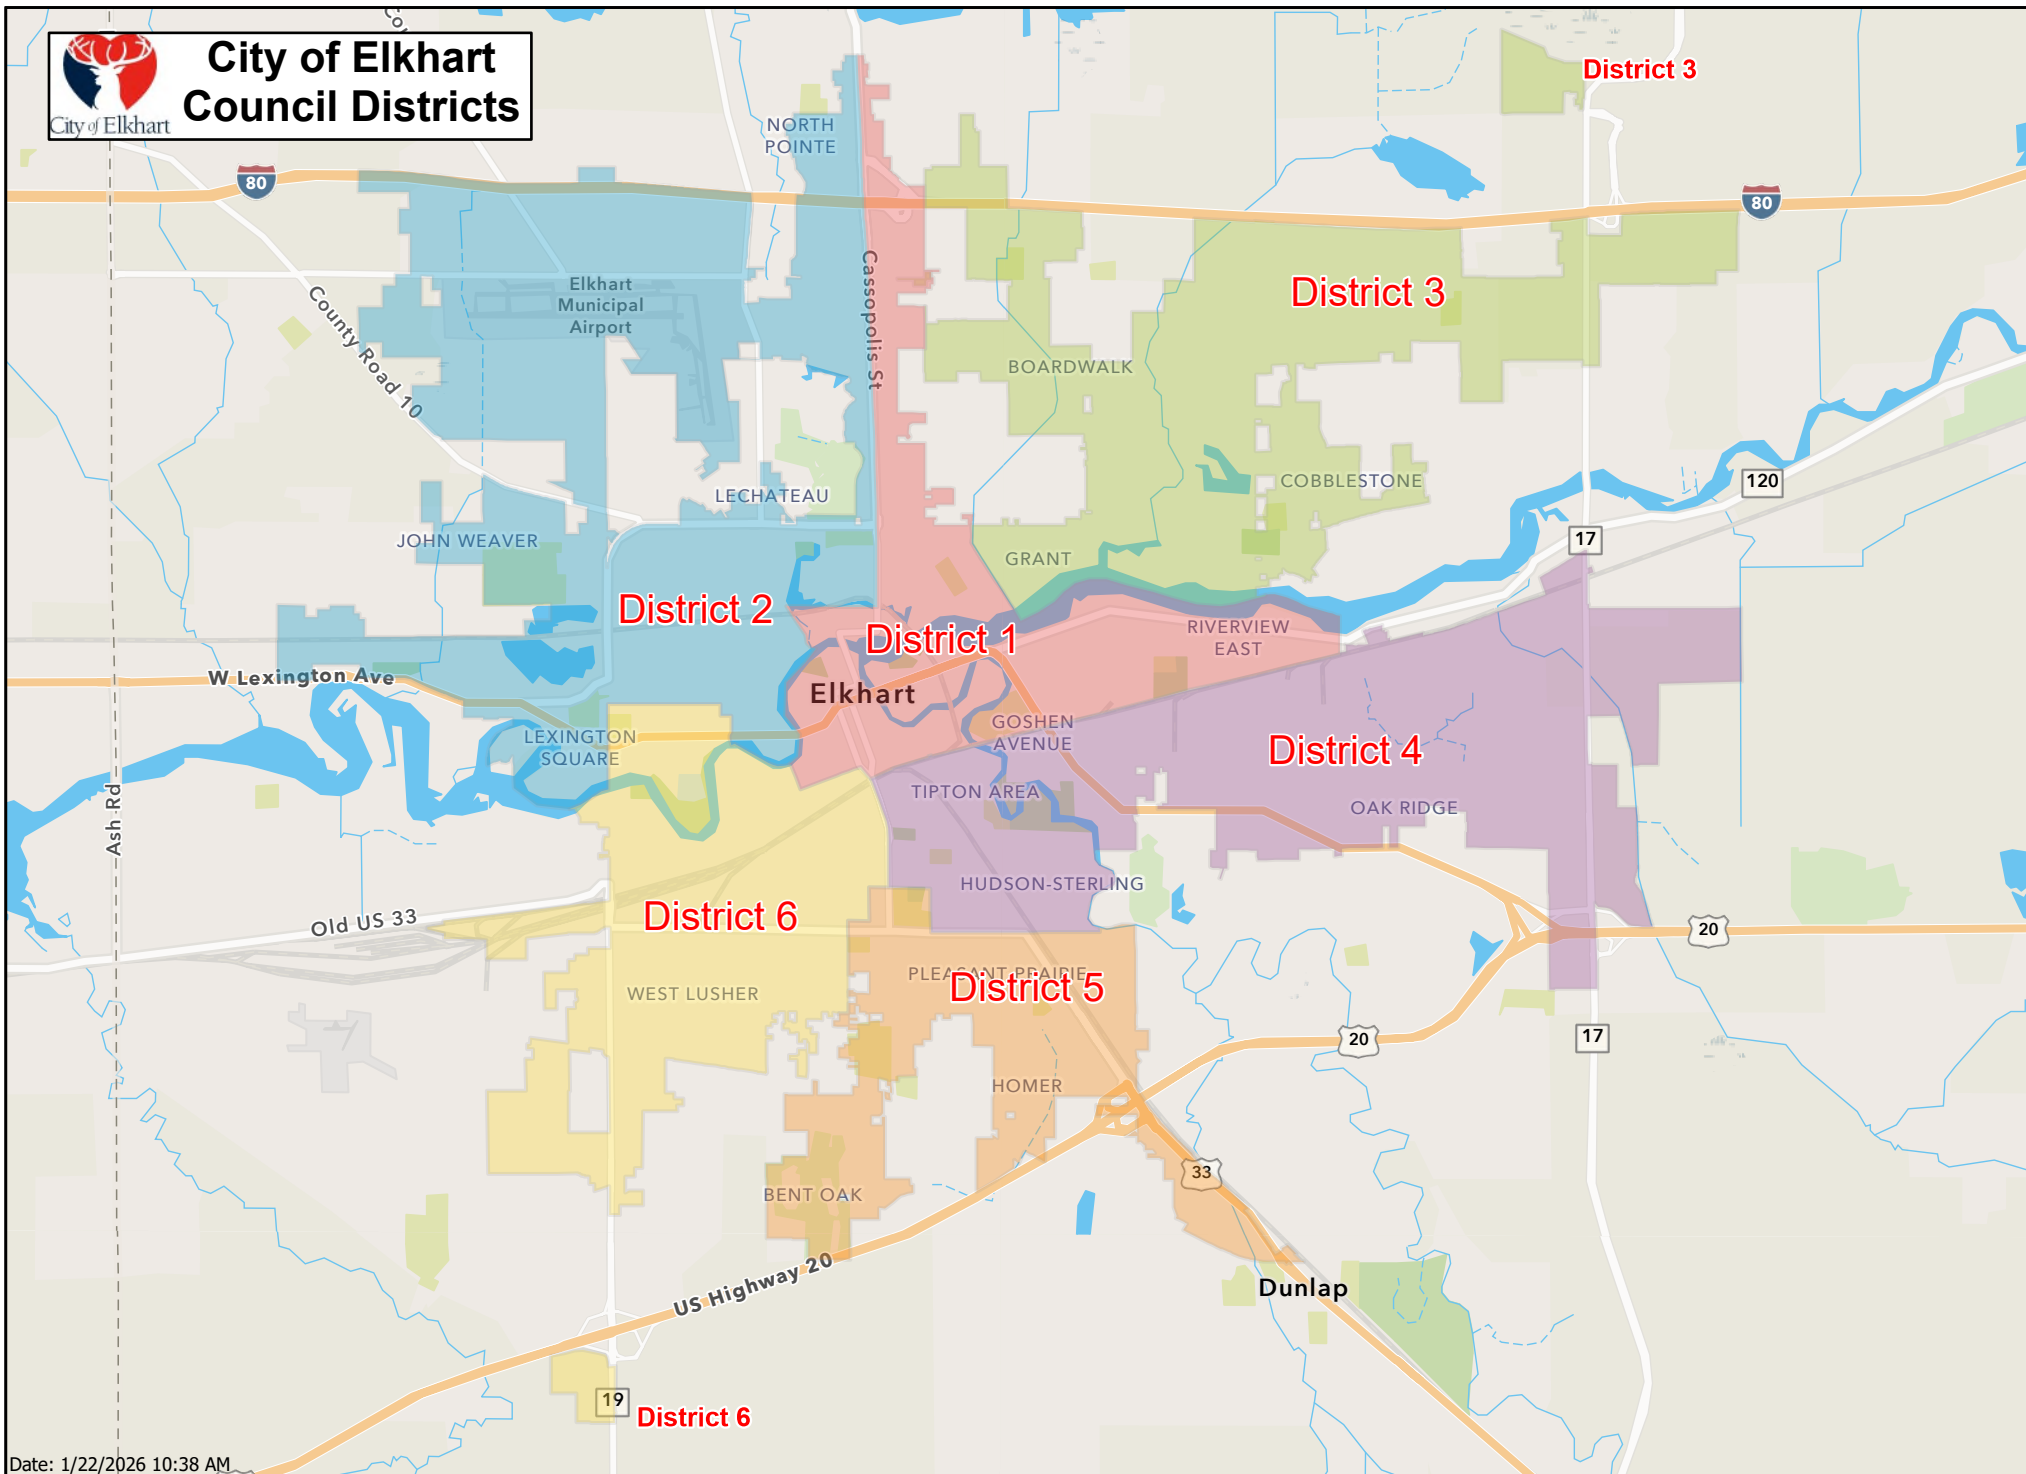 City of Elkhart
Council Districts
City of Elkhart
District 3
NORTH
POINTE
80
80
Cassopolis St
Elkhart
Municipal
Airport
District 3
County Road 10
BOARDWALK
LECHATEAU
COBBLESTONE
120
JOHN WEAVER
17
GRANT
District 2
District 1
RIVERVIEW
EAST
W Lexington Ave
Elkhart
GOSHEN
AVENUE
LEXINGTON
SQUARE
District 4
TIPTON AREA
OAK RIDGE
Ash Rd
HUDSON-STERLING
Old US 33
District 6
20
PLEASANT PRAIRIE
District 5
WEST LUSHER
20
17
HOMER
33
BENT OAK
US Highway 20
Dunlap
19
District 6
Date: 1/22/2026 10:38 AM